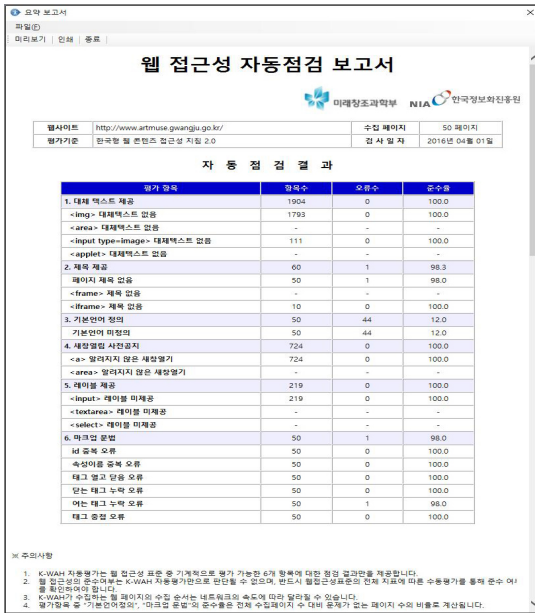 요약 보고서
파일(F)
미리보기 인쇄 종료
웹 접근성 자동점검 보고서
미래창조과학부 NIA 한국정보화진흥원
웹사이트 http://www.artmuse.gwangju.go.kr/ 수집 페이지 50 페이지
평가기준 한국형 웹 콘텐츠 접근성 지침 2.0 검 사 일 자 2016년 04월 01일
자 동 점 검 결 과
평가 항목 항목수 오류수 준수율
1. 대체 텍스트 제공 1904 0 100.0
<img> 대체텍스트 없음 1793 0 100.0
<area> 대체텍스트 없음 - - -
<input type=image> 대체텍스트 없음 111 0 100.0
<applet> 대체텍스트 없음 - - -
2. 제목 제공 60 1 98.3
페이지 제목 없음 50 1 98.0
<frame> 제목 없음 - - -
<iframe> 제목 없음 10 0 100.0
3. 기본언어 정의 50 44 12.0
기본언어 미정의 50 44 12.0
4. 새창열림 사전공지 724 0 100.0
<a> 알려지지 않은 새창열기 724 0 100.0
<area> 알려지지 않은 새창열기 - - -
5. 레이블 제공 219 0 100.0
<input> 레이블 미제공 219 0 100.0
<textarea> 레이블 미제공 - - -
<select> 레이블 미제공 - - -
6. 마크업 문법 50 1 98.0
id 중복 오류 50 0 100.0
속성이름 중복 오류 50 0 100.0
태그 열고 닫음 오류 50 0 100.0
닫는 태그 누락 오류 50 0 100.0
여는 태그 누락 오류 50 1 98.0
태그 중첩 오류 50 0 100.0
※ 주의사항
1. K-WAH 자동평가는 웹 접근성 표준 중 기계적으로 평가 가능한 6개 항목에 대한 점검 결과만을 제공합니다.
2. 웹 접근성의 준수여부는 K-WAH 자동평가만으로 판단될 수 없으며, 반드시 웹접근성표준의 전체 지표에 따른 수동평가를 통해 준수 여
를 확인하여야 합니다.
3. K-WAH가 수집하는 웹 페이지의 수집 순서는 네트워크의 속도에 따라 달라질 수 있습니다.
4. 평가항목 중 "기본언어정의", "마크업 문법"의 준수율은 전체 수집페이지 수 대비 문제가 없는 페이지 수의 비율로 계산됩니다.